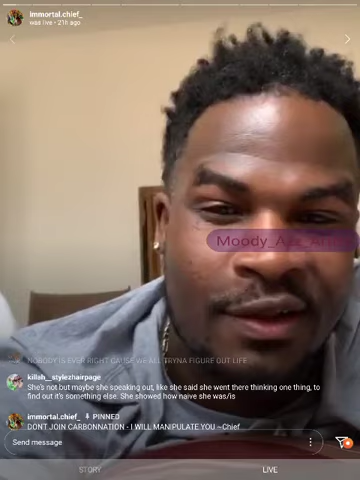 immortal.chief_
was live • 21h ago
NOBODY IS EVER RIGHT CAUSE WE ALL TRYNA FIGURE OUT LIFE
killah__stylezhairpage
She's not but maybe she speaking out, like she said she went there thinking one thing, to
find out it's something else. She showed how naive she was/is
immortal.chief_ PINNED
DONT JOIN CARBONNATION - I WILL MANIPULATE YOU ~Chief
Send message
STORY LIVE